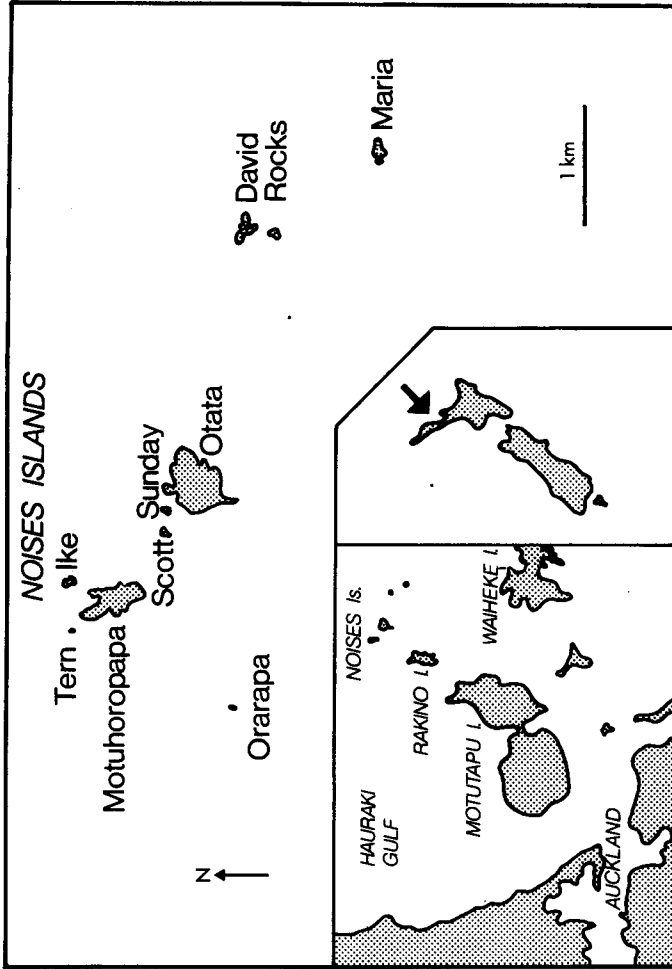 NOISES ISLANDS
Tern
Ike
Motuhoropapa
Scott
Sunday
Otata
Orarapa
David
Rocks
Maria
N
1 km
HAURAKI
GULF
NOISES Is.
RAKINO I.
MOTUTAPU I.
WAIHEKE I.
AUCKLAND